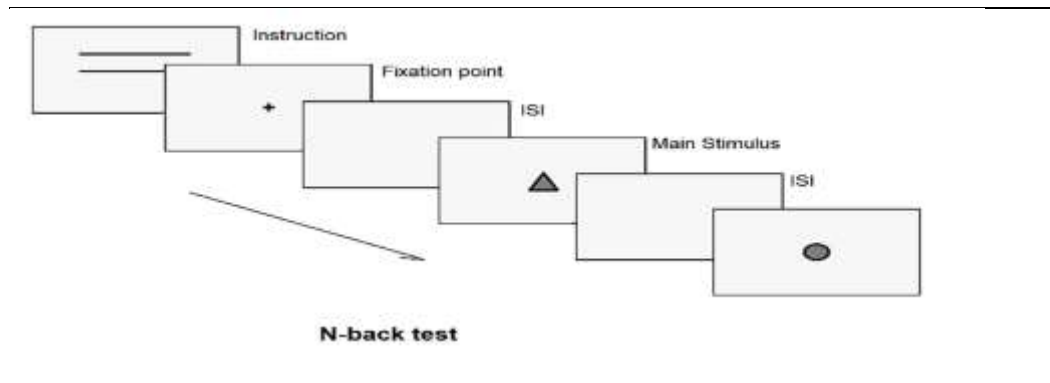 Instruction
Fixation point
ISI
Main Stimulus
ISI
N-back test